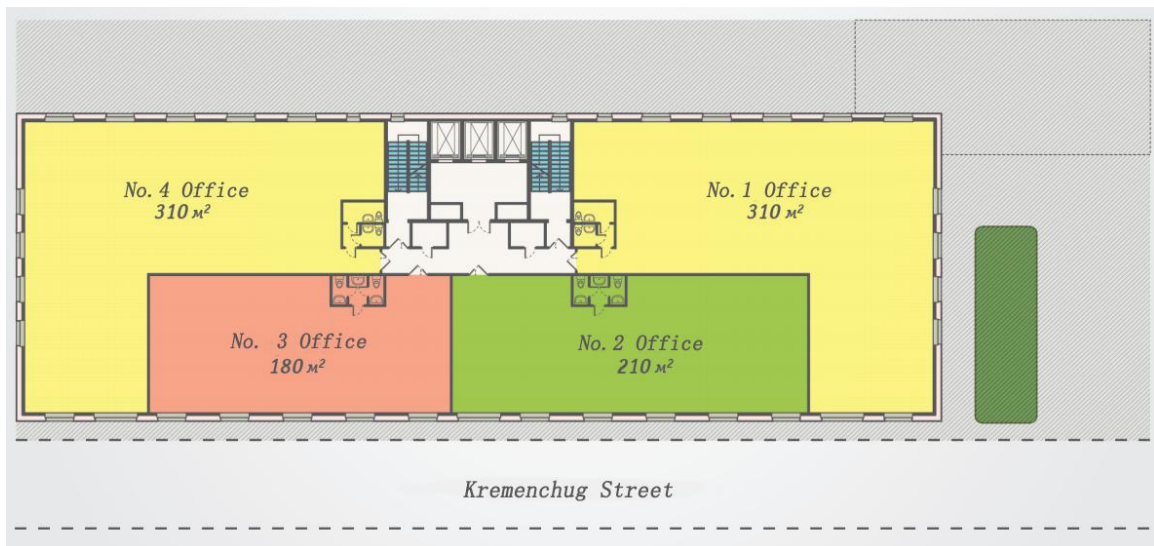 No. 4 Office
310 м²
No. 1 Office
310 м²
No. 3 Office
180 м²
No. 2 Office
210 м²
Kremenchug Street